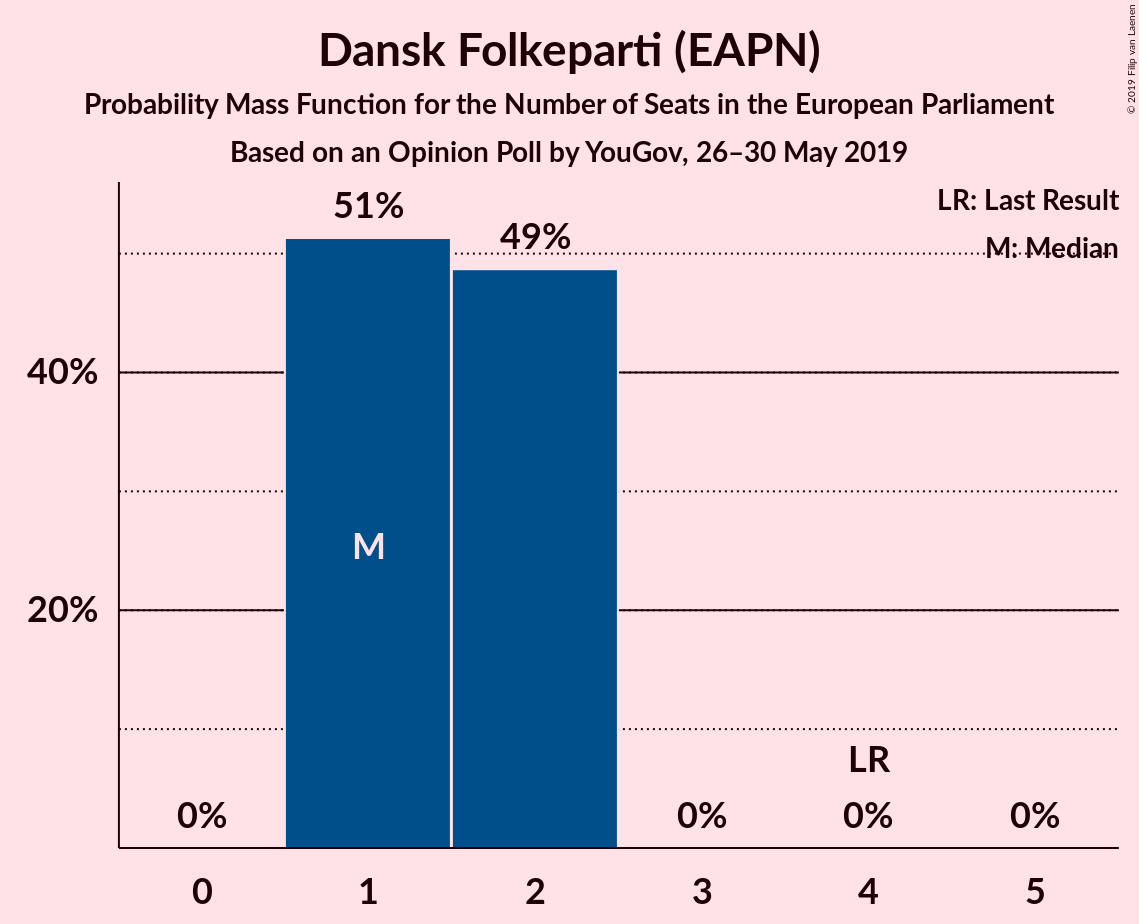 Dansk Folkeparti (EAPN)
Probability Mass Function for the Number of Seats in the European Parliament
Based on an Opinion Poll by YouGov, 26–30 May 2019
© 2019 Filip van Laenen
LR: Last Result
M: Median
51%
49%
40%
M
20%
LR
0%
0%
0%
0%
0
1
2
3
4
5